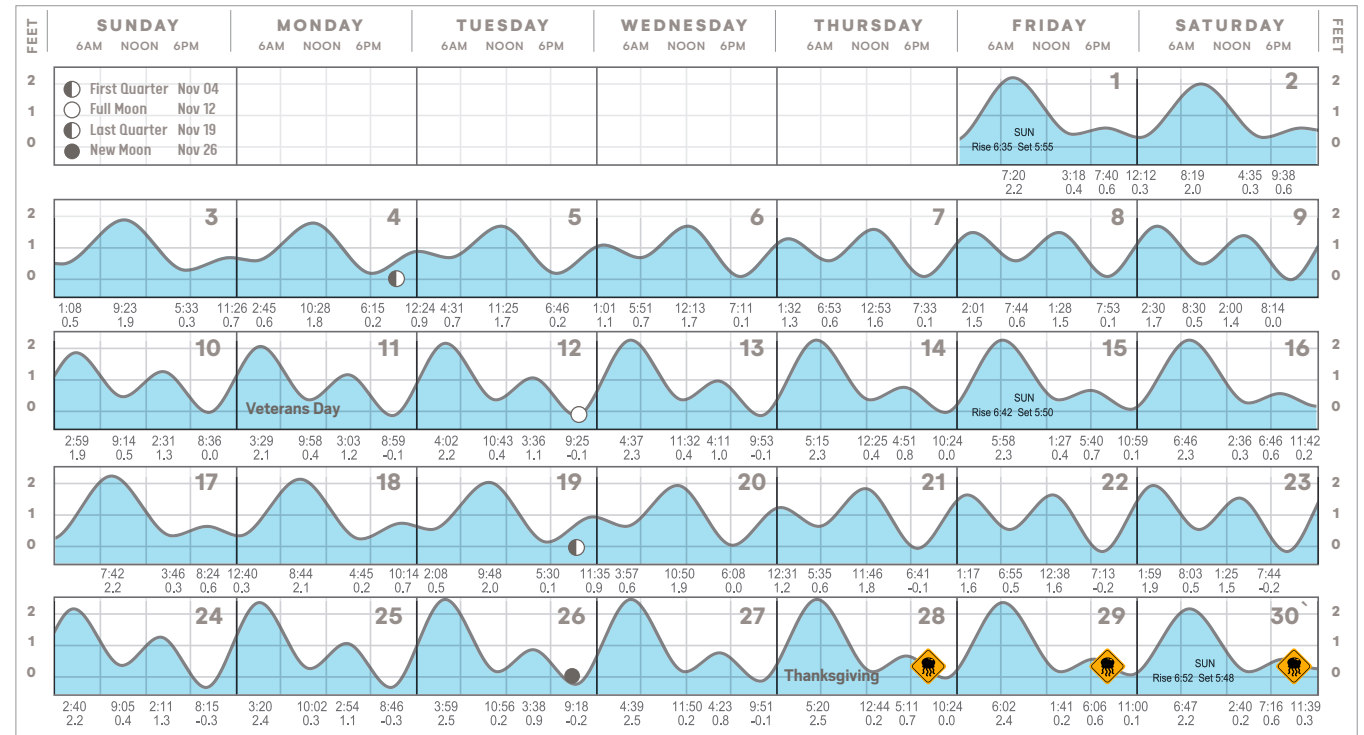 FEET SUNDAY MONDAY TUESDAY WEDNESDAY THURSDAY FRIDAY SATURDAY FEET
6AM NOON 6PM 6AM NOON 6PM 6AM NOON 6PM 6AM NOON 6PM 6AM NOON 6PM 6AM NOON 6PM 6AM NOON 6PM
2 First Quarter Nov 04 1 2 2
1 Full Moon Nov 12 1
Last Quarter Nov 19 SUN
0 New Moon Nov 26 Rise 6:35 Set 5:55 0
7:20 3:18 7:40 12:12 8:19 4:35 9:38
2.2 0.4 0.6 0.3 2.0 0.3 0.6
2 3 4 5 6 7 8 9 2
1 1
0 0
1:08 9:23 5:33 11:26 2:45 10:28 6:15 12:24 4:31 11:25 6:46 1:01 5:51 12:13 7:11 1:32 6:53 12:53 7:33 2:01 7:44 1:28 7:53 2:30 8:30 2:00 8:14
0.5 1.9 0.3 0.7 0.6 1.8 0.2 0.9 0.7 1.7 0.2 1.1 0.7 1.7 0.1 1.3 0.6 1.6 0.1 1.5 0.6 1.5 0.1 1.7 0.5 1.4 0.0
2 10 11 12 13 14 15 16 2
1 1
SUN
0 Veterans Day Rise 6:42 Set 5:50 0
2:59 9:14 2:31 8:36 3:29 9:58 3:03 8:59 4:02 10:43 3:36 9:25 4:37 11:32 4:11 9:53 5:15 12:25 4:51 10:24 5:58 1:27 5:40 10:59 6:46 2:36 6:46 11:42
1.9 0.5 1.3 0.0 2.1 0.4 1.2 -0.1 2.2 0.4 1.1 -0.1 2.3 0.4 1.0 -0.1 2.3 0.4 0.8 0.0 2.3 0.4 0.7 0.1 2.3 0.3 0.6 0.2
2 17 18 19 20 21 22 23 2
1 1
0 0
7:42 3:46 8:24 12:40 8:44 4:45 10:14 2:08 9:48 5:30 11:35 3:57 10:50 6:08 12:31 5:35 11:46 6:41 1:17 6:55 12:38 7:13 1:59 8:03 1:25 7:44
2.2 0.3 0.6 0.3 2.1 0.2 0.7 0.5 2.0 0.1 0.9 0.6 1.9 0.0 1.2 0.6 1.8 -0.1 1.6 0.5 1.6 -0.2 1.9 0.5 1.5 -0.2
2 24 25 26 27 28 29 30` 2
1 1
SUN
0 Thanksgiving Rise 6:52 Set 5:48 0
2:40 9:05 2:11 8:15 3:20 10:02 2:54 8:46 3:59 10:56 3:38 9:18 4:39 11:50 4:23 9:51 5:20 12:44 5:11 10:24 6:02 1:41 6:06 11:00 6:47 2:40 7:16 11:39
2.2 0.4 1.3 -0.3 2.4 0.3 1.1 -0.3 2.5 0.2 0.9 -0.2 2.5 0.2 0.8 -0.1 2.5 0.2 0.7 0.0 2.4 0.2 0.6 0.1 2.2 0.2 0.6 0.3